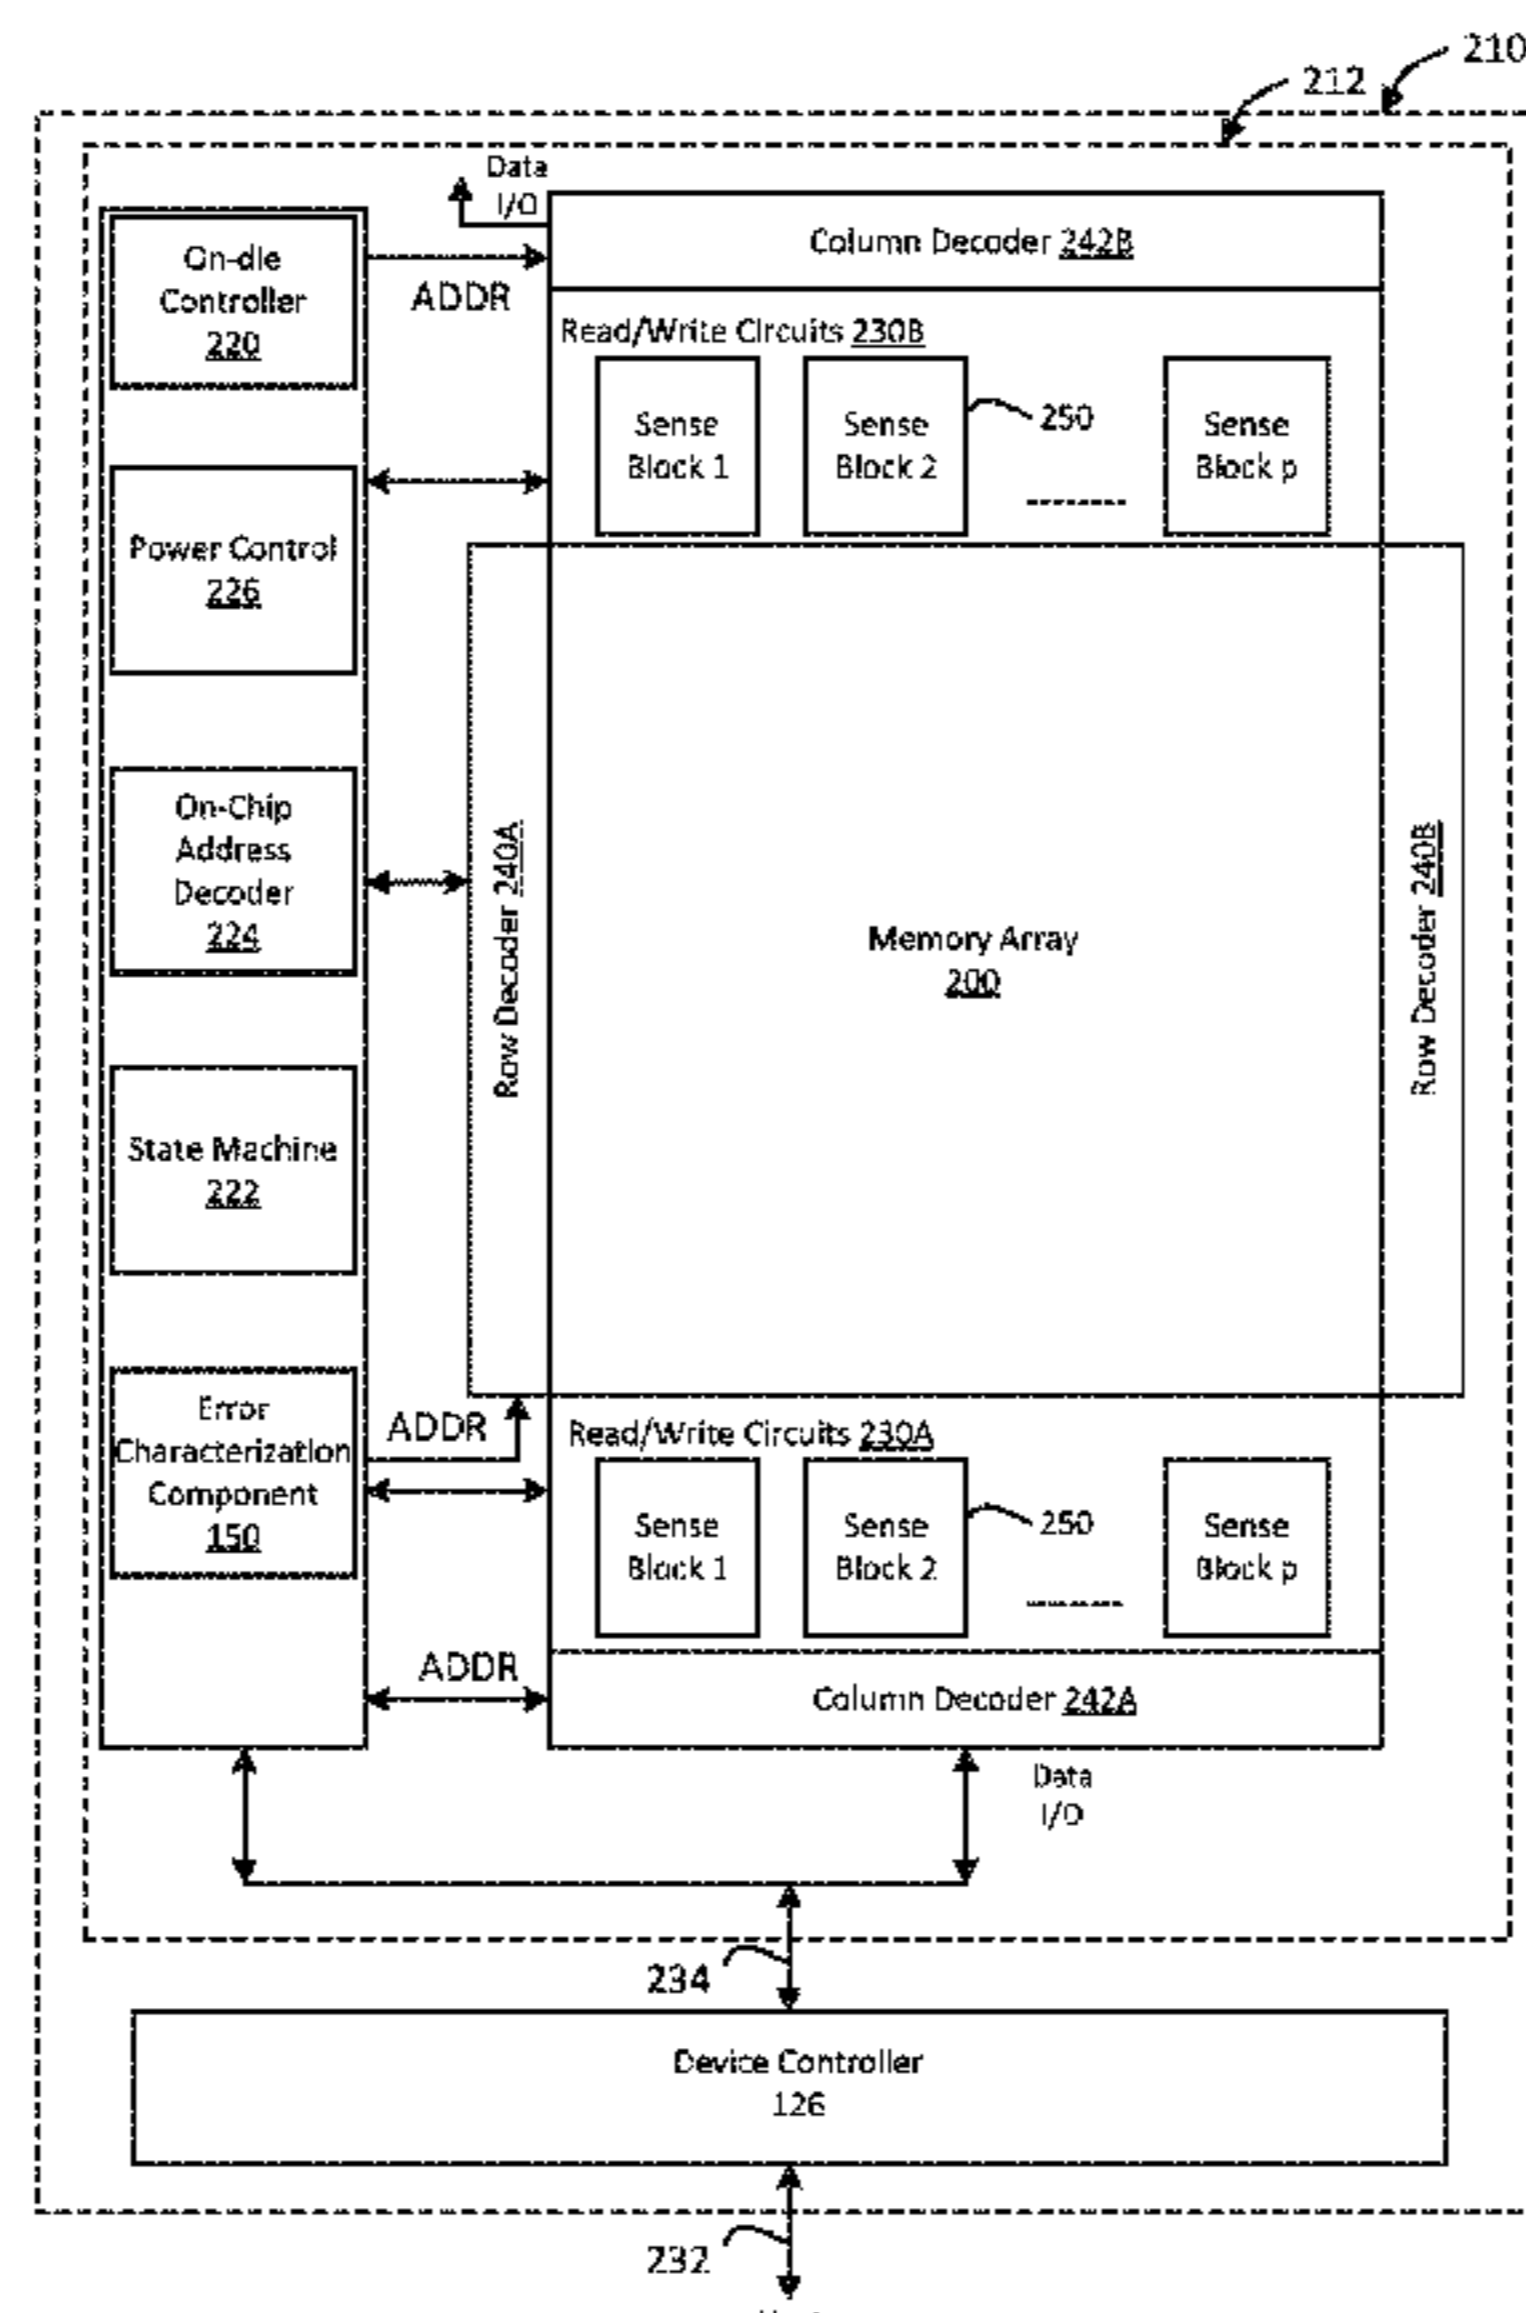 210
212
Data
I/O
On-die
Controller
220
ADDR
Column Decoder 242B
Read/Write Circuits 230B
Sense
Block 1
Sense
Block 2
250
Sense
Block p
Power Control
226
On-Chip
Address
Decoder
224
Row Decoder 240A
Memory Array
200
Row Decoder 240B
State Machine
222
Error
Characterization
Component
150
ADDR
Read/Write Circuits 230A
Sense
Block 1
Sense
Block 2
250
Sense
Block p
ADDR
Column Decoder 242A
Data
I/O
234
Device Controller
126
232